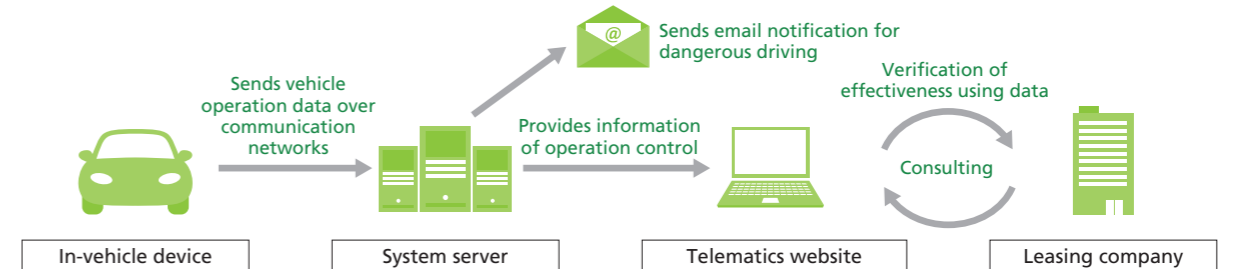 @
Sends email notification for
dangerous driving
Sends vehicle
operation data over
communication
networks
Provides information
of operation control
Verification of
effectiveness using data
Consulting
In-vehicle device
System server
Telematics website
Leasing company